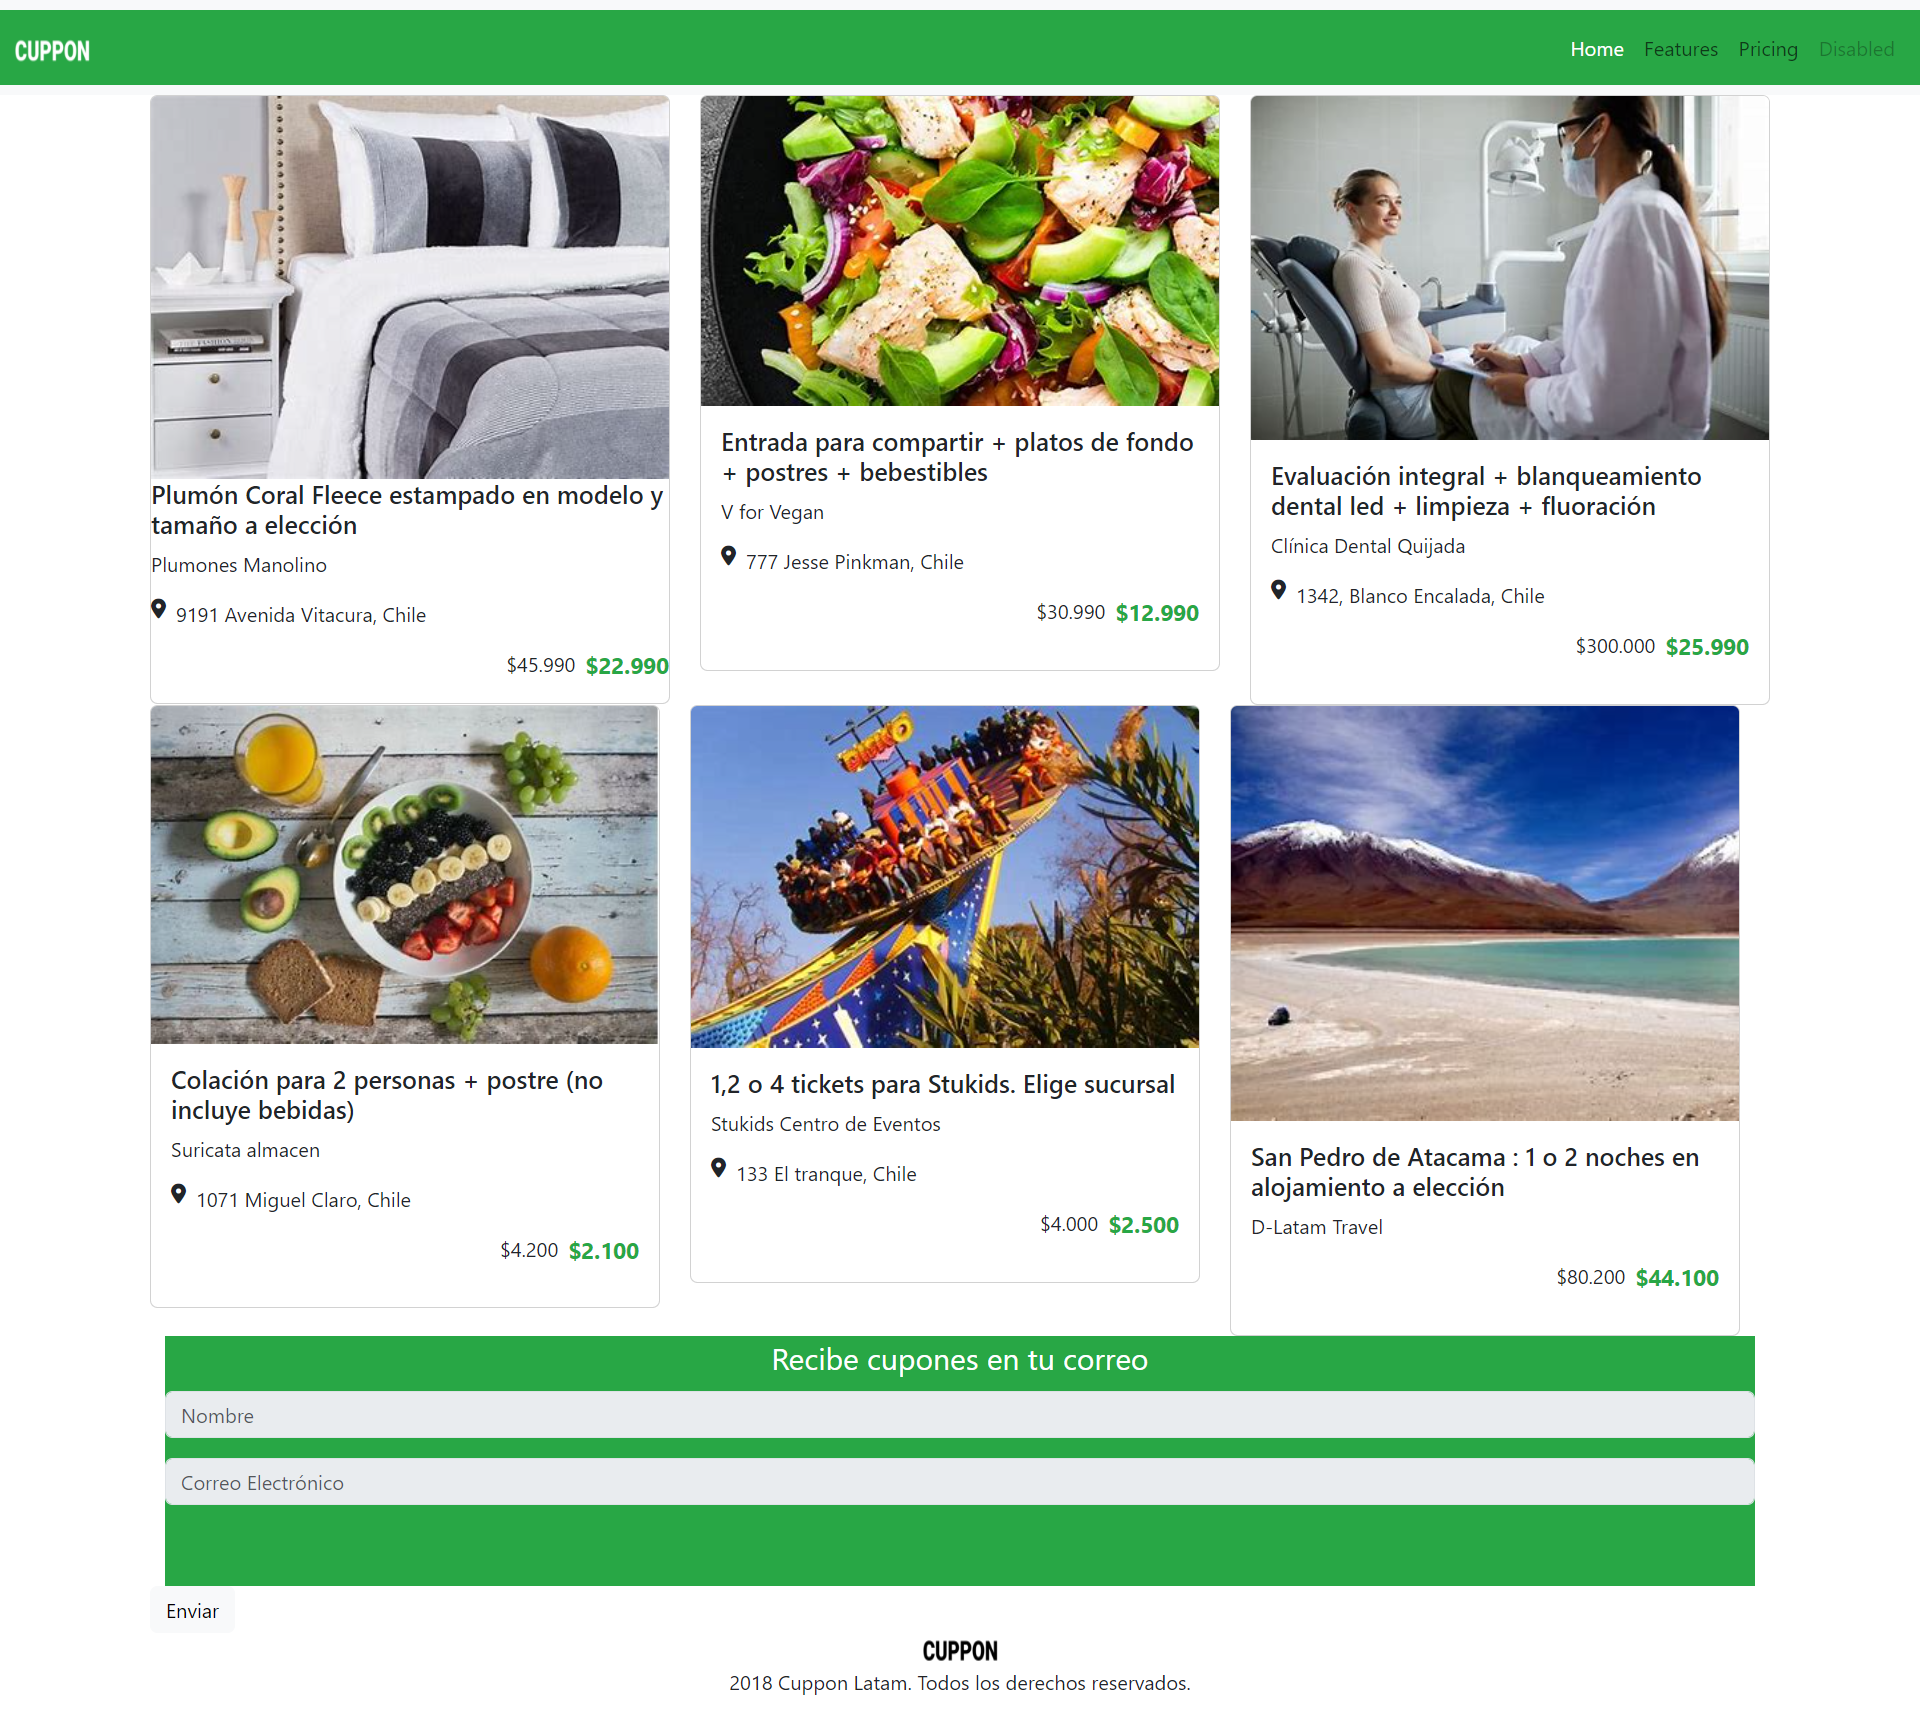 CUPPON
Home Features Pricing Disabled
Plumón Coral Fleece estampado en modelo y
tamaño a elección
Plumones Manolino
9191 Avenida Vitacura, Chile
$45.990 $22.990
Entrada para compartir + platos de fondo
+ postres + bebestibles
V for Vegan
777 Jesse Pinkman, Chile
$30.990 $12.990
Evaluación integral + blanqueamiento
dental led + limpieza + fluoración
Clínica Dental Quijada
1342, Blanco Encalada, Chile
$300.000 $25.990
Colación para 2 personas + postre (no
incluye bebidas)
Suricata almacen
1071 Miguel Claro, Chile
$4.200 $2.100
1,2 o 4 tickets para Stukids. Elige sucursal
Stukids Centro de Eventos
133 El tranque, Chile
$4.000 $2.500
San Pedro de Atacama : 1 o 2 noches en
alojamiento a elección
D-Latam Travel
$80.200 $44.100
Recibe cupones en tu correo
Nombre
Correo Electrónico
Enviar
CUPPON
2018 Cuppon Latam. Todos los derechos reservados.